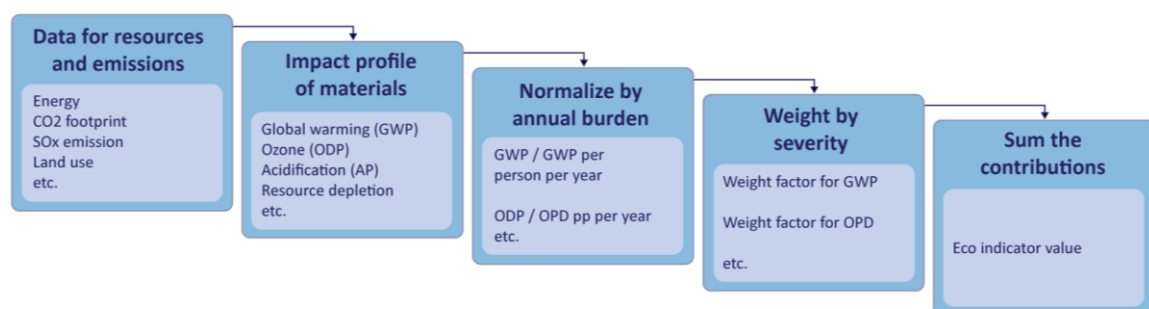 Data for resources
and emissions
Energy
CO2 footprint
SOx emission
Land use
etc.
Impact profile
of materials
Global warming (GWP)
Ozone (ODP)
Acidification (AP)
Resource depletion
etc.
Normalize by
annual burden
GWP / GWP per
person per year
ODP / OPD pp per year
etc.
Weight by
severity
Weight factor for GWP
Weight factor for OPD
etc.
Sum the
contributions
Eco indicator value